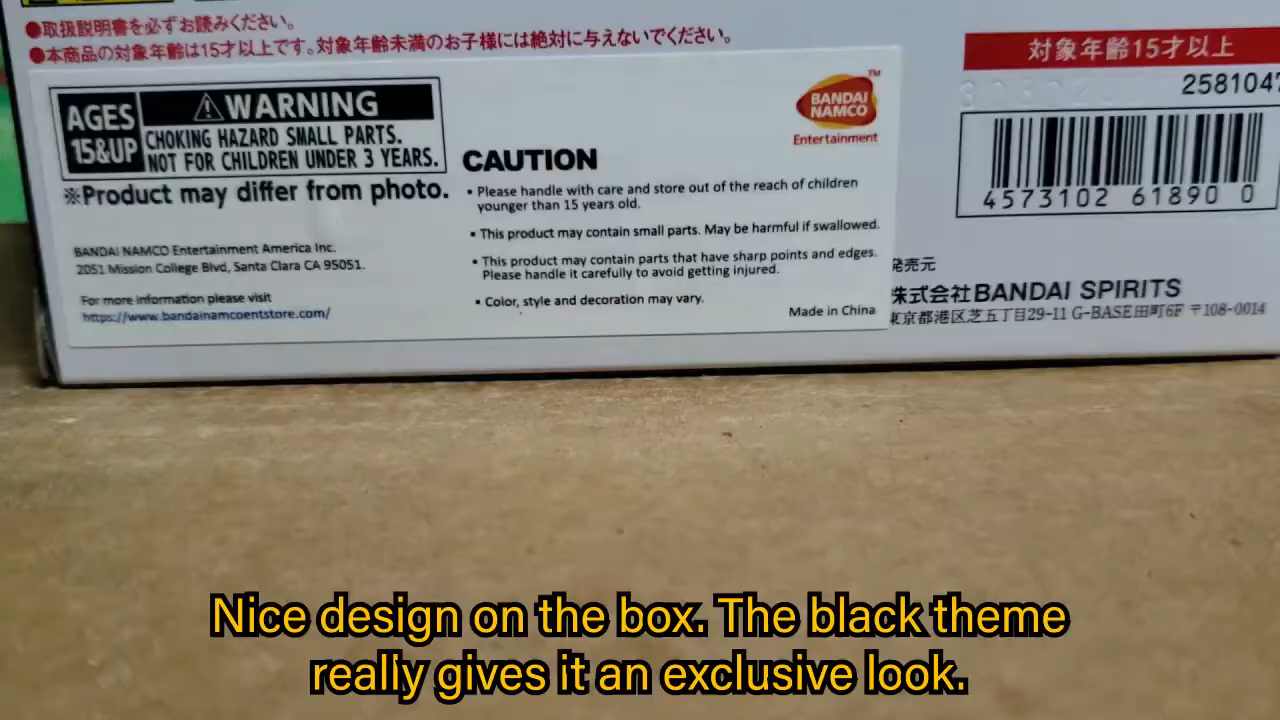 ●取扱説明書を必ずお読みください。
●本商品の対象年齢は15才以上です。対象年齢未満のお子様には絶対に与えないでください。
対象年齢15才以上
AGES
15&UP
⚠WARNING
CHOKING HAZARD SMALL PARTS.
NOT FOR CHILDREN UNDER 3 YEARS.
※Product may differ from photo.
BANDAI NAMCO Entertainment America Inc.
2051 Mission College Blvd, Santa Clara CA 95051.
For more information please visit
https://www.bandainamcoentstore.com/
BANDAI
NAMCO
TM
Entertainment
CAUTION
• Please handle with care and store out of the reach of children
younger than 15 years old.
• This product may contain small parts. May be harmful if swallowed.
• This product may contain parts that have sharp points and edges.
Please handle it carefully to avoid getting injured.
• Color, style and decoration may vary.
Made in China
2581047
4573102 61890 0
発売元
株式会社BANDAI SPIRITS
東京都港区芝五丁目29-11 G-BASE田町6F 〒108-0014
Nice design on the box. The black theme
really gives it an exclusive look.